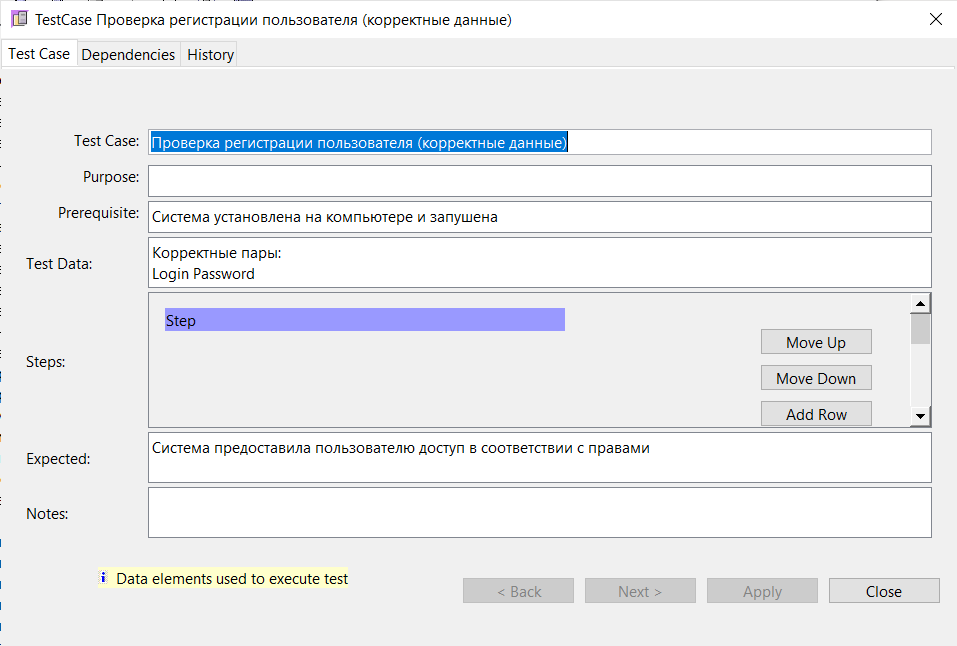 TestCase Проверка регистрации пользователя (корректные данные)
Test Case Dependencies History
Test Case: Проверка регистрации пользователя (корректные данные)
Purpose:
Prerequisite: Система установлена на компьютере и запушена
Test Data: Корректные пары:
Login Password
Steps: Step
Move Up
Move Down
Add Row
Expected: Система предоставила пользователю доступ в соответствии с правами
Notes:
Data elements used to execute test
< Back Next > Apply Close